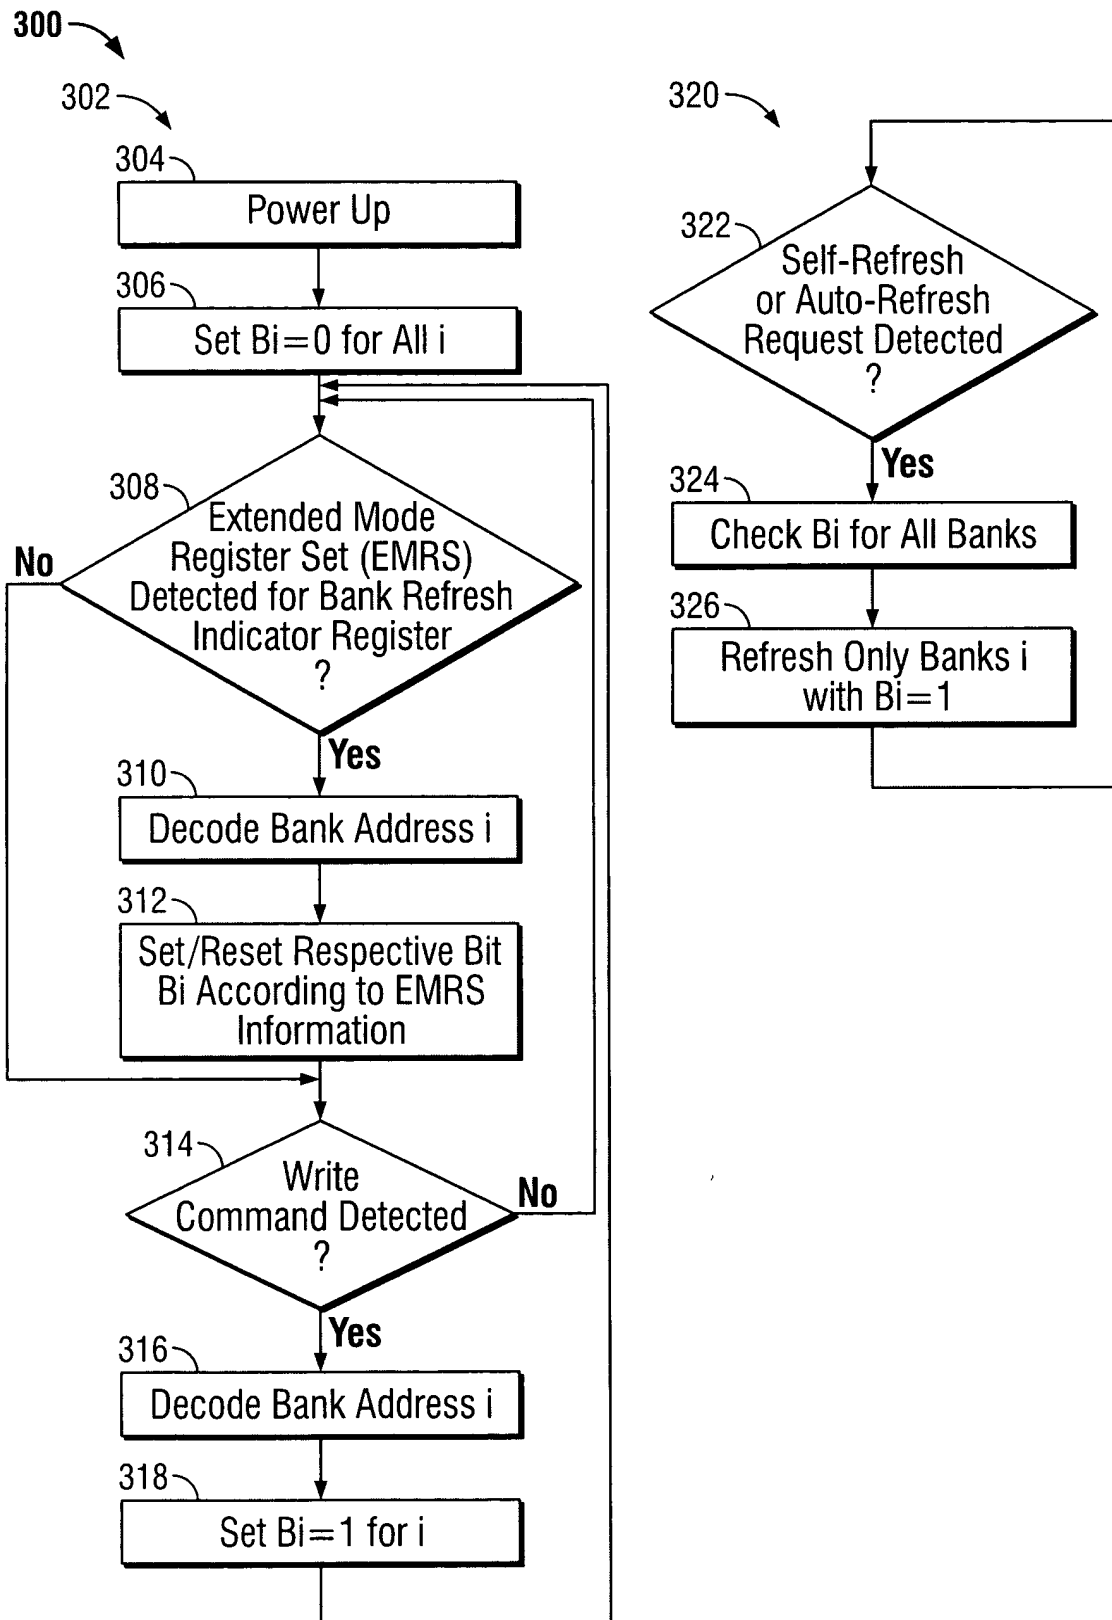 300
302
304
Power Up
306
Set Bi=0 for All i
308
Extended Mode
Register Set (EMRS)
Detected for Bank Refresh
Indicator Register
?
No
Yes
310
Decode Bank Address i
312
Set/Reset Respective Bit
Bi According to EMRS
Information
314
Write
Command Detected
?
No
Yes
316
Decode Bank Address i
318
Set Bi=1 for i
320
322
Self-Refresh
or Auto-Refresh
Request Detected
?
Yes
324
Check Bi for All Banks
326
Refresh Only Banks i
with Bi=1